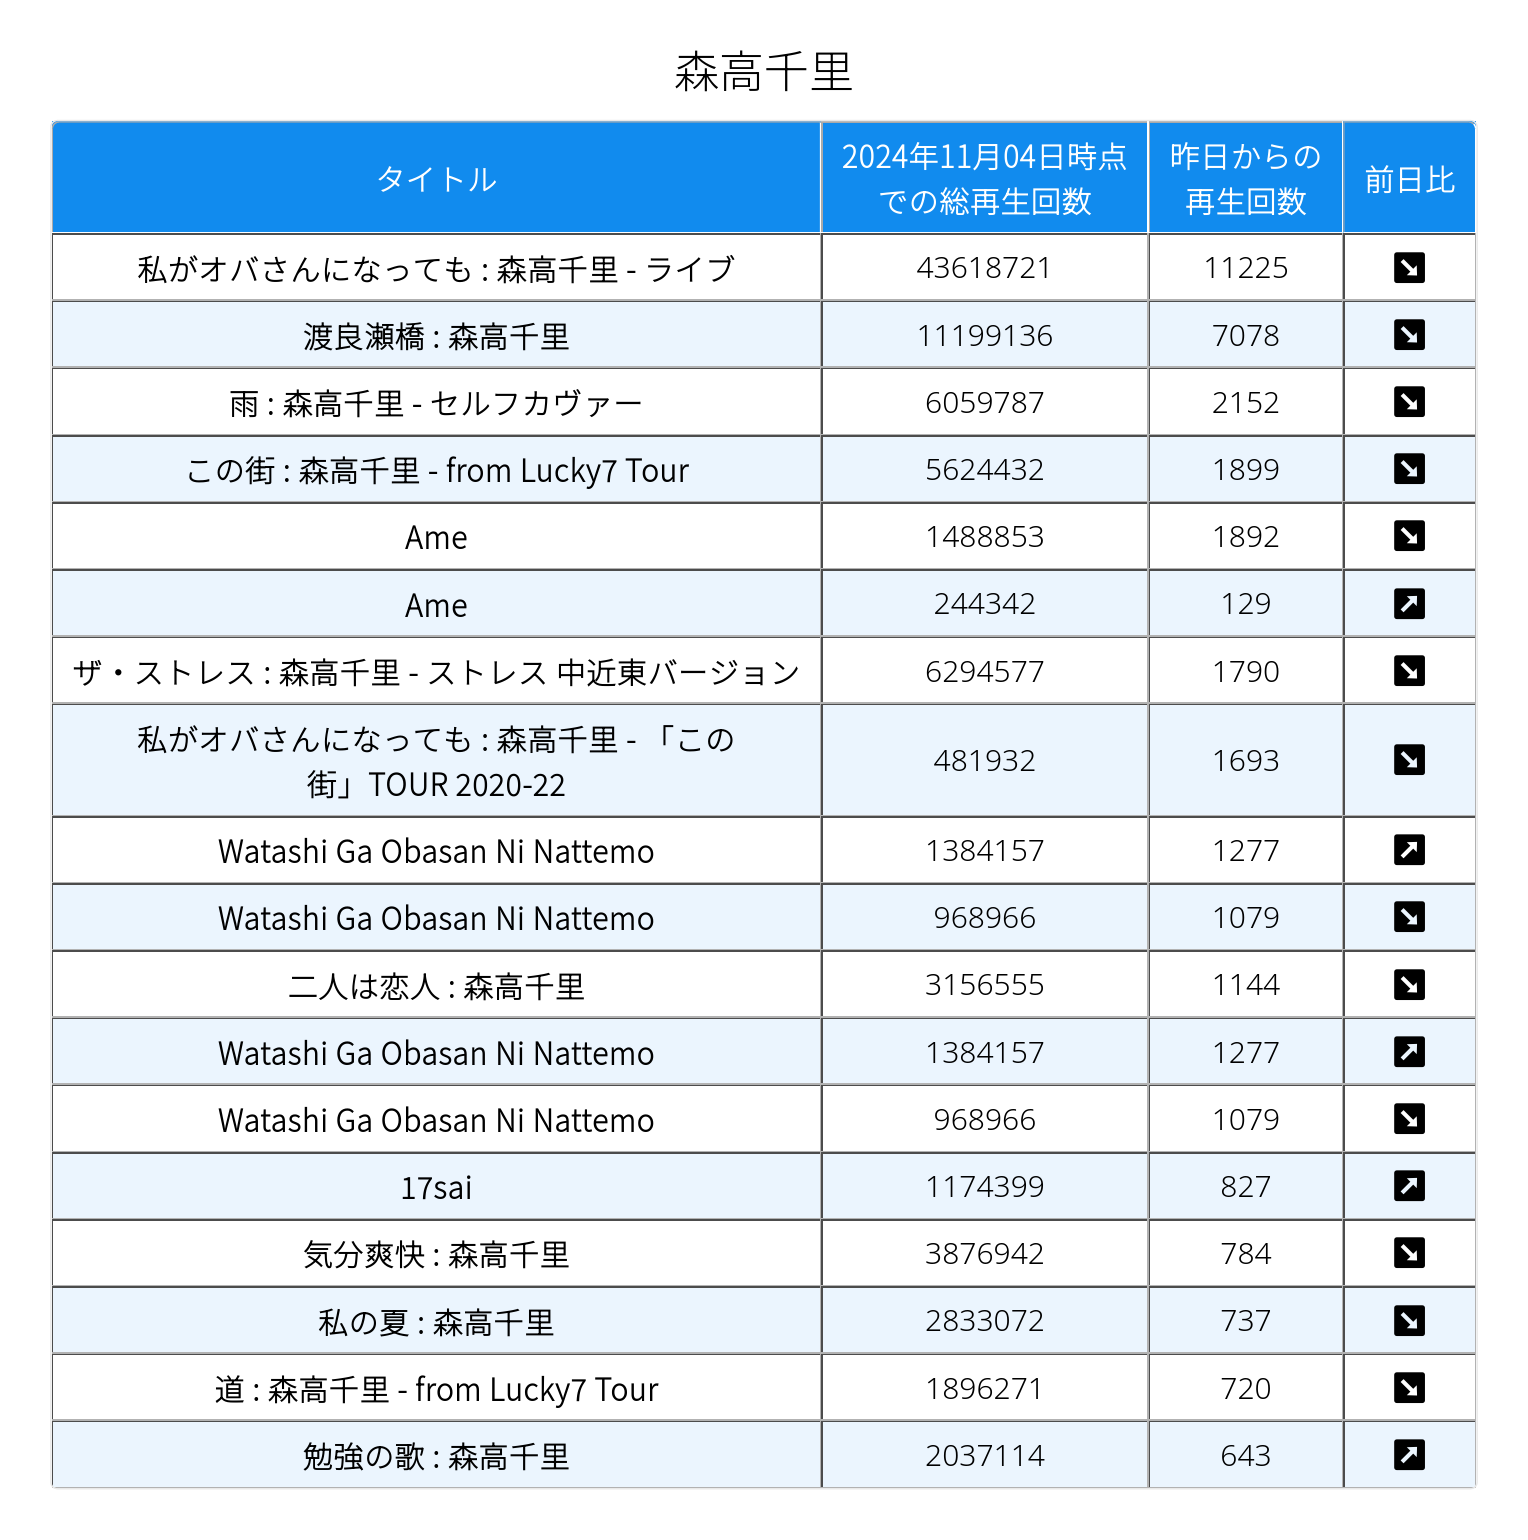 森高千里
タイトル
2024年11月04日時点
での総再生回数
昨日からの
再生回数
前日比
私がオバさんになっても : 森高千里 - ライブ 43618721 11225 ↘
渡良瀬橋 : 森高千里 11199136 7078 ↘
雨 : 森高千里 - セルフカヴァー 6059787 2152 ↘
この街 : 森高千里 - from Lucky7 Tour 5624432 1899 ↘
Ame 1488853 1892 ↘
Ame 244342 129 ↗
ザ・ストレス : 森高千里 - ストレス 中近東バージョン 6294577 1790 ↘
私がオバさんになっても : 森高千里 - 「この
街」TOUR 2020-22 481932 1693 ↘
Watashi Ga Obasan Ni Nattemo 1384157 1277 ↗
Watashi Ga Obasan Ni Nattemo 968966 1079 ↘
二人は恋人 : 森高千里 3156555 1144 ↘
Watashi Ga Obasan Ni Nattemo 1384157 1277 ↗
Watashi Ga Obasan Ni Nattemo 968966 1079 ↘
17sai 1174399 827 ↗
気分爽快 : 森高千里 3876942 784 ↘
私の夏 : 森高千里 2833072 737 ↘
道 : 森高千里 - from Lucky7 Tour 1896271 720 ↘
勉強の歌 : 森高千里 2037114 643 ↗